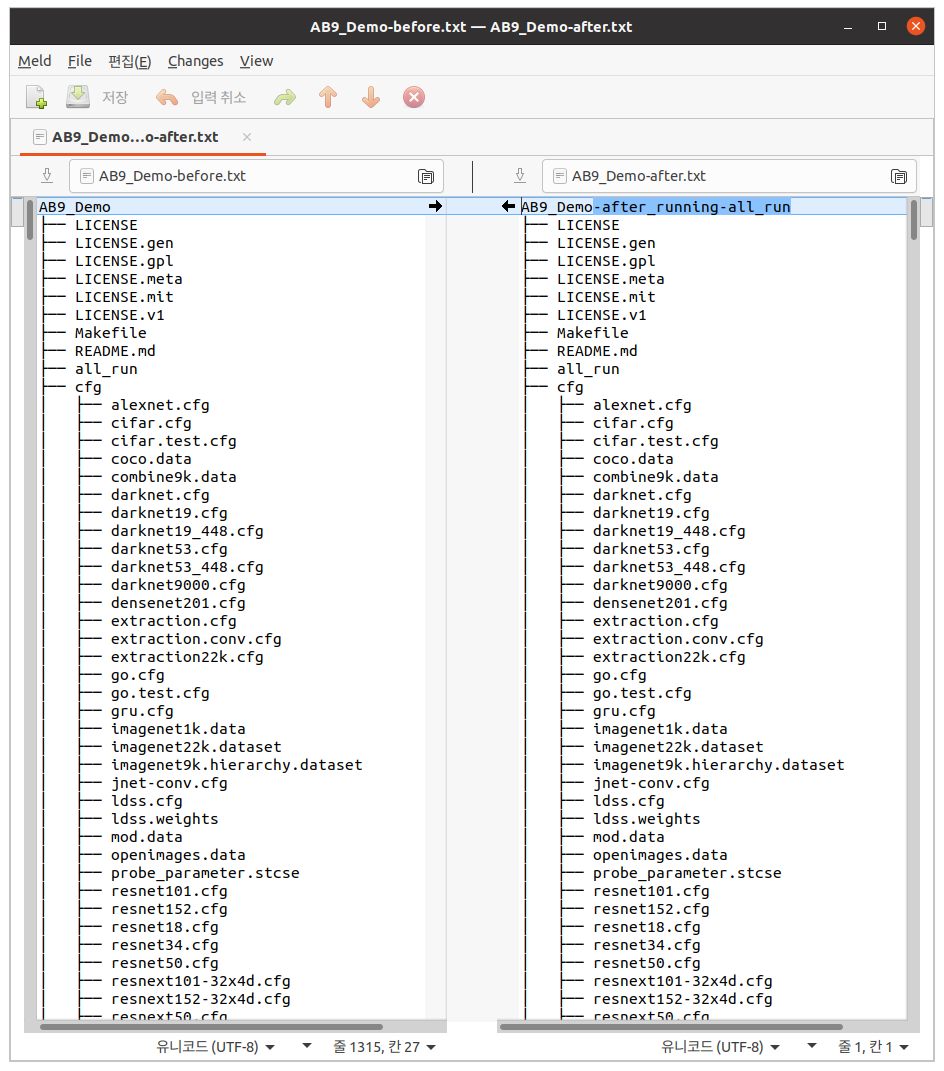 AB9_Demo-before.txt — AB9_Demo-after.txt
Meld File 편집(E) Changes View
저장 입력 취소
AB9_Demo...o-after.txt
AB9_Demo-before.txt AB9_Demo-after.txt
AB9_Demo AB9_Demo-after_running-all_run
├── LICENSE ├── LICENSE
├── LICENSE.gen ├── LICENSE.gen
├── LICENSE.gpl ├── LICENSE.gpl
├── LICENSE.meta ├── LICENSE.meta
├── LICENSE.mit ├── LICENSE.mit
├── LICENSE.v1 ├── LICENSE.v1
├── Makefile ├── Makefile
├── README.md ├── README.md
├── all_run ├── all_run
├── cfg ├── cfg
│   ├── alexnet.cfg │   ├── alexnet.cfg
│   ├── cifar.cfg │   ├── cifar.cfg
│   ├── cifar.test.cfg │   ├── cifar.test.cfg
│   ├── coco.data │   ├── coco.data
│   ├── combine9k.data │   ├── combine9k.data
│   ├── darknet.cfg │   ├── darknet.cfg
│   ├── darknet19.cfg │   ├── darknet19.cfg
│   ├── darknet19_448.cfg │   ├── darknet19_448.cfg
│   ├── darknet53.cfg │   ├── darknet53.cfg
│   ├── darknet53_448.cfg │   ├── darknet53_448.cfg
│   ├── darknet9000.cfg │   ├── darknet9000.cfg
│   ├── densenet201.cfg │   ├── densenet201.cfg
│   ├── extraction.cfg │   ├── extraction.cfg
│   ├── extraction.conv.cfg │   ├── extraction.conv.cfg
│   ├── extraction22k.cfg │   ├── extraction22k.cfg
│   ├── go.cfg │   ├── go.cfg
│   ├── go.test.cfg │   ├── go.test.cfg
│   ├── gru.cfg │   ├── gru.cfg
│   ├── imagenet1k.data │   ├── imagenet1k.data
│   ├── imagenet22k.dataset │   ├── imagenet22k.dataset
│   ├── imagenet9k.hierarchy.dataset │   ├── imagenet9k.hierarchy.dataset
│   ├── jnet-conv.cfg │   ├── jnet-conv.cfg
│   ├── ldss.cfg │   ├── ldss.cfg
│   ├── ldss.weights │   ├── ldss.weights
│   ├── mod.data │   ├── mod.data
│   ├── openimages.data │   ├── openimages.data
│   ├── probe_parameter.stcse │   ├── probe_parameter.stcse
│   ├── resnet101.cfg │   ├── resnet101.cfg
│   ├── resnet152.cfg │   ├── resnet152.cfg
│   ├── resnet18.cfg │   ├── resnet18.cfg
│   ├── resnet34.cfg │   ├── resnet34.cfg
│   ├── resnet50.cfg │   ├── resnet50.cfg
│   ├── resnext101-32x4d.cfg │   ├── resnext101-32x4d.cfg
│   ├── resnext152-32x4d.cfg │   ├── resnext152-32x4d.cfg
│   ├── resnext50.cfg │   ├── resnext50.cfg
유니코드 (UTF-8) 줄 1315, 칸 27 유니코드 (UTF-8) 줄 1, 칸 1